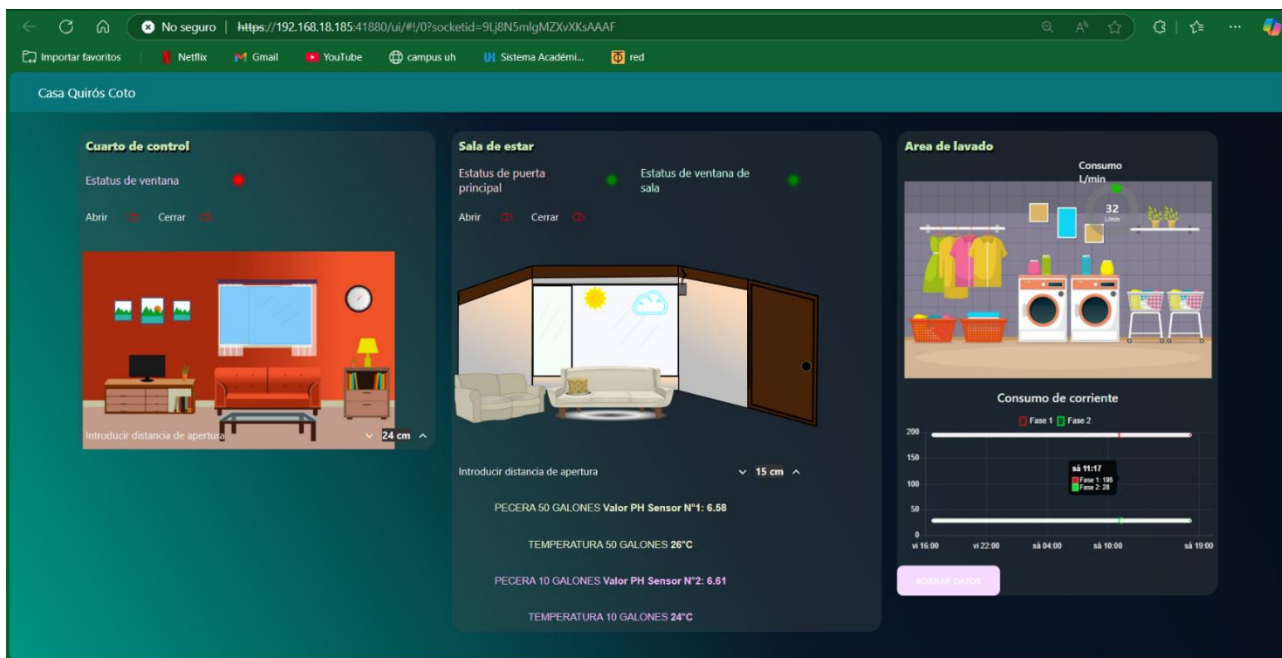 No seguro
https://192.168.18.185:41880/ui/#!/0?socketid=9Lj8N5mlgMZXvXKsAAAF
Importar favoritos
Netflix
Gmail
YouTube
campus uh
Sistema Académi...
red
Casa Quirós Coto
Cuarto de control
Estatus de ventana
Abrir
Cerrar
Introducir distancia de apertura
24 cm
Sala de estar
Estatus de puerta
principal
Estatus de ventana de
sala
Abrir
Cerrar
Introducir distancia de apertura
15 cm
PECERA 50 GALONES Valor PH Sensor N°1: 6.58
TEMPERATURA 50 GALONES 26°C
PECERA 10 GALONES Valor PH Sensor N°2: 6.61
TEMPERATURA 10 GALONES 24°C
Area de lavado
Consumo
L/min
32
L/min
Consumo de corriente
Fase 1
Fase 2
200
150
100
50
0
sá 11:17
Fase 1: 195
Fase 2: 28
vi 16:00
vi 22:00
sá 04:00
sá 10:00
sá 19:00
BORRAR DATOS